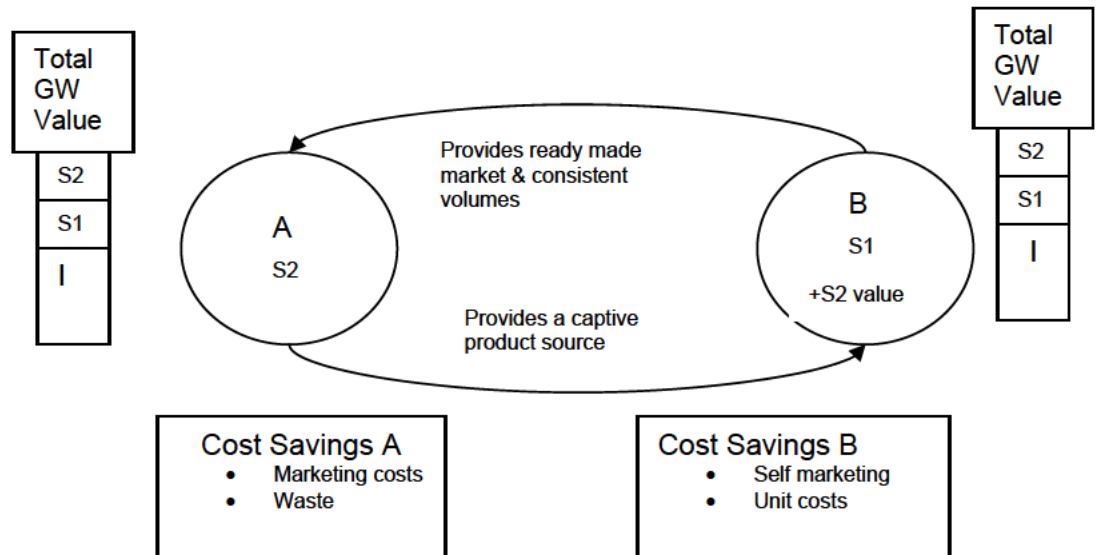 Total
GW
Value
S2
S1
I
Provides ready made
market & consistent
volumes
A
S2
Provides a captive
product source
B
S1
+S2 value
Total
GW
Value
S2
S1
I
Cost Savings A
• Marketing costs
• Waste
Cost Savings B
• Self marketing
• Unit costs